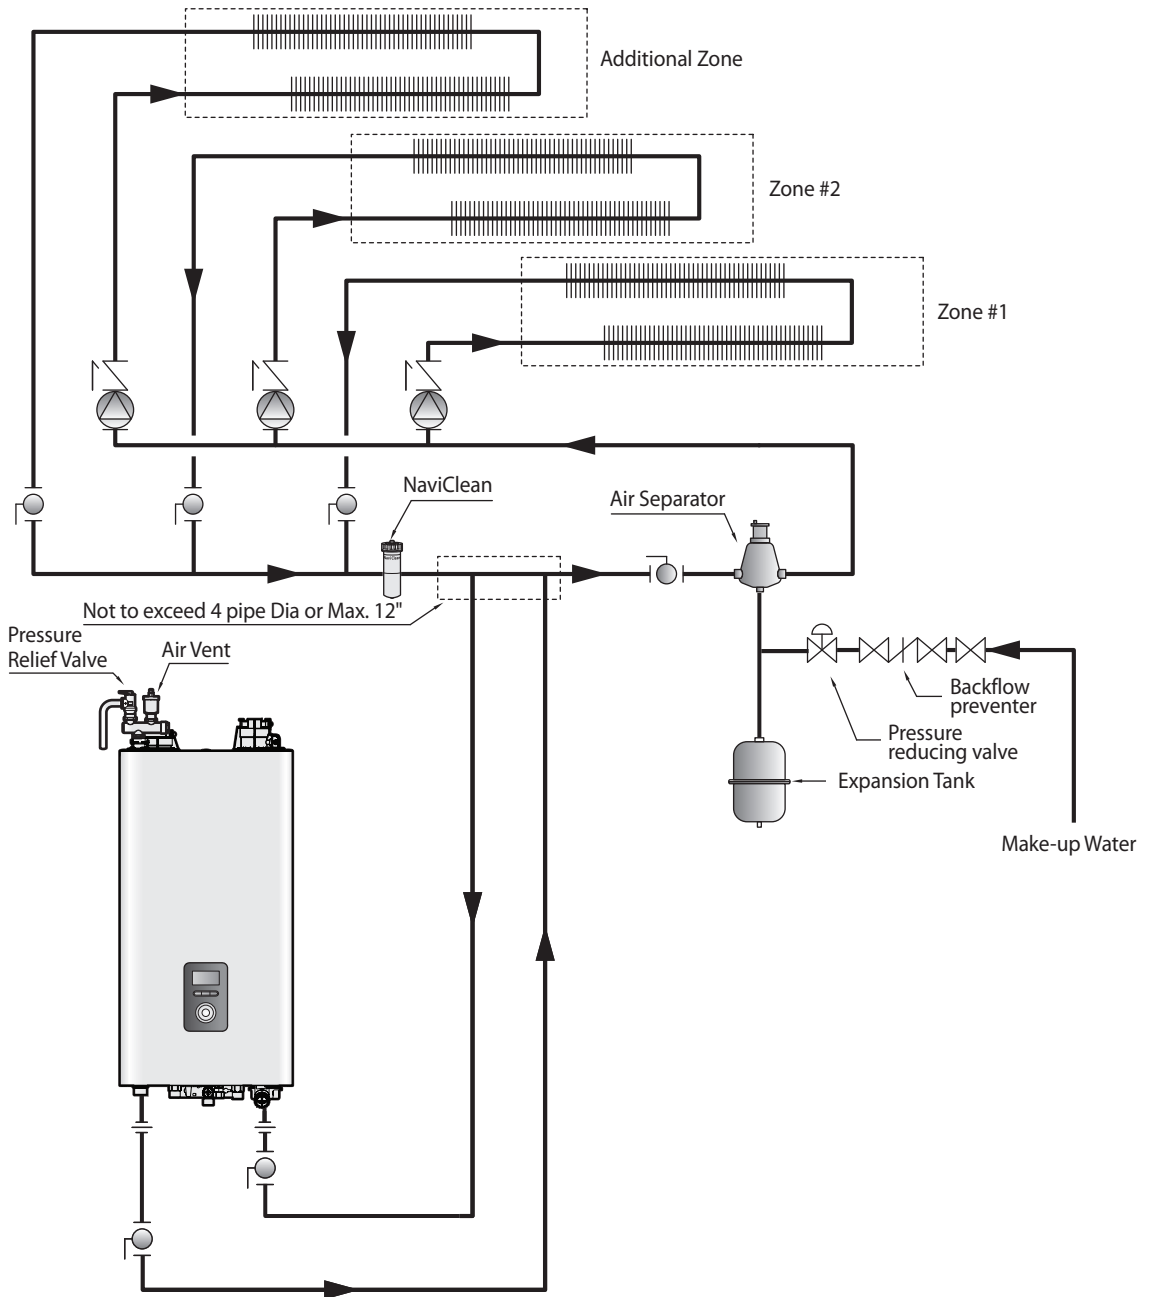 Additional Zone
Zone #2
Zone #1
NaviClean
Air Separator
Not to exceed 4 pipe Dia or Max. 12"
Pressure
Relief Valve
Air Vent
Backflow
preventer
Pressure
reducing valve
Expansion Tank
Make-up Water